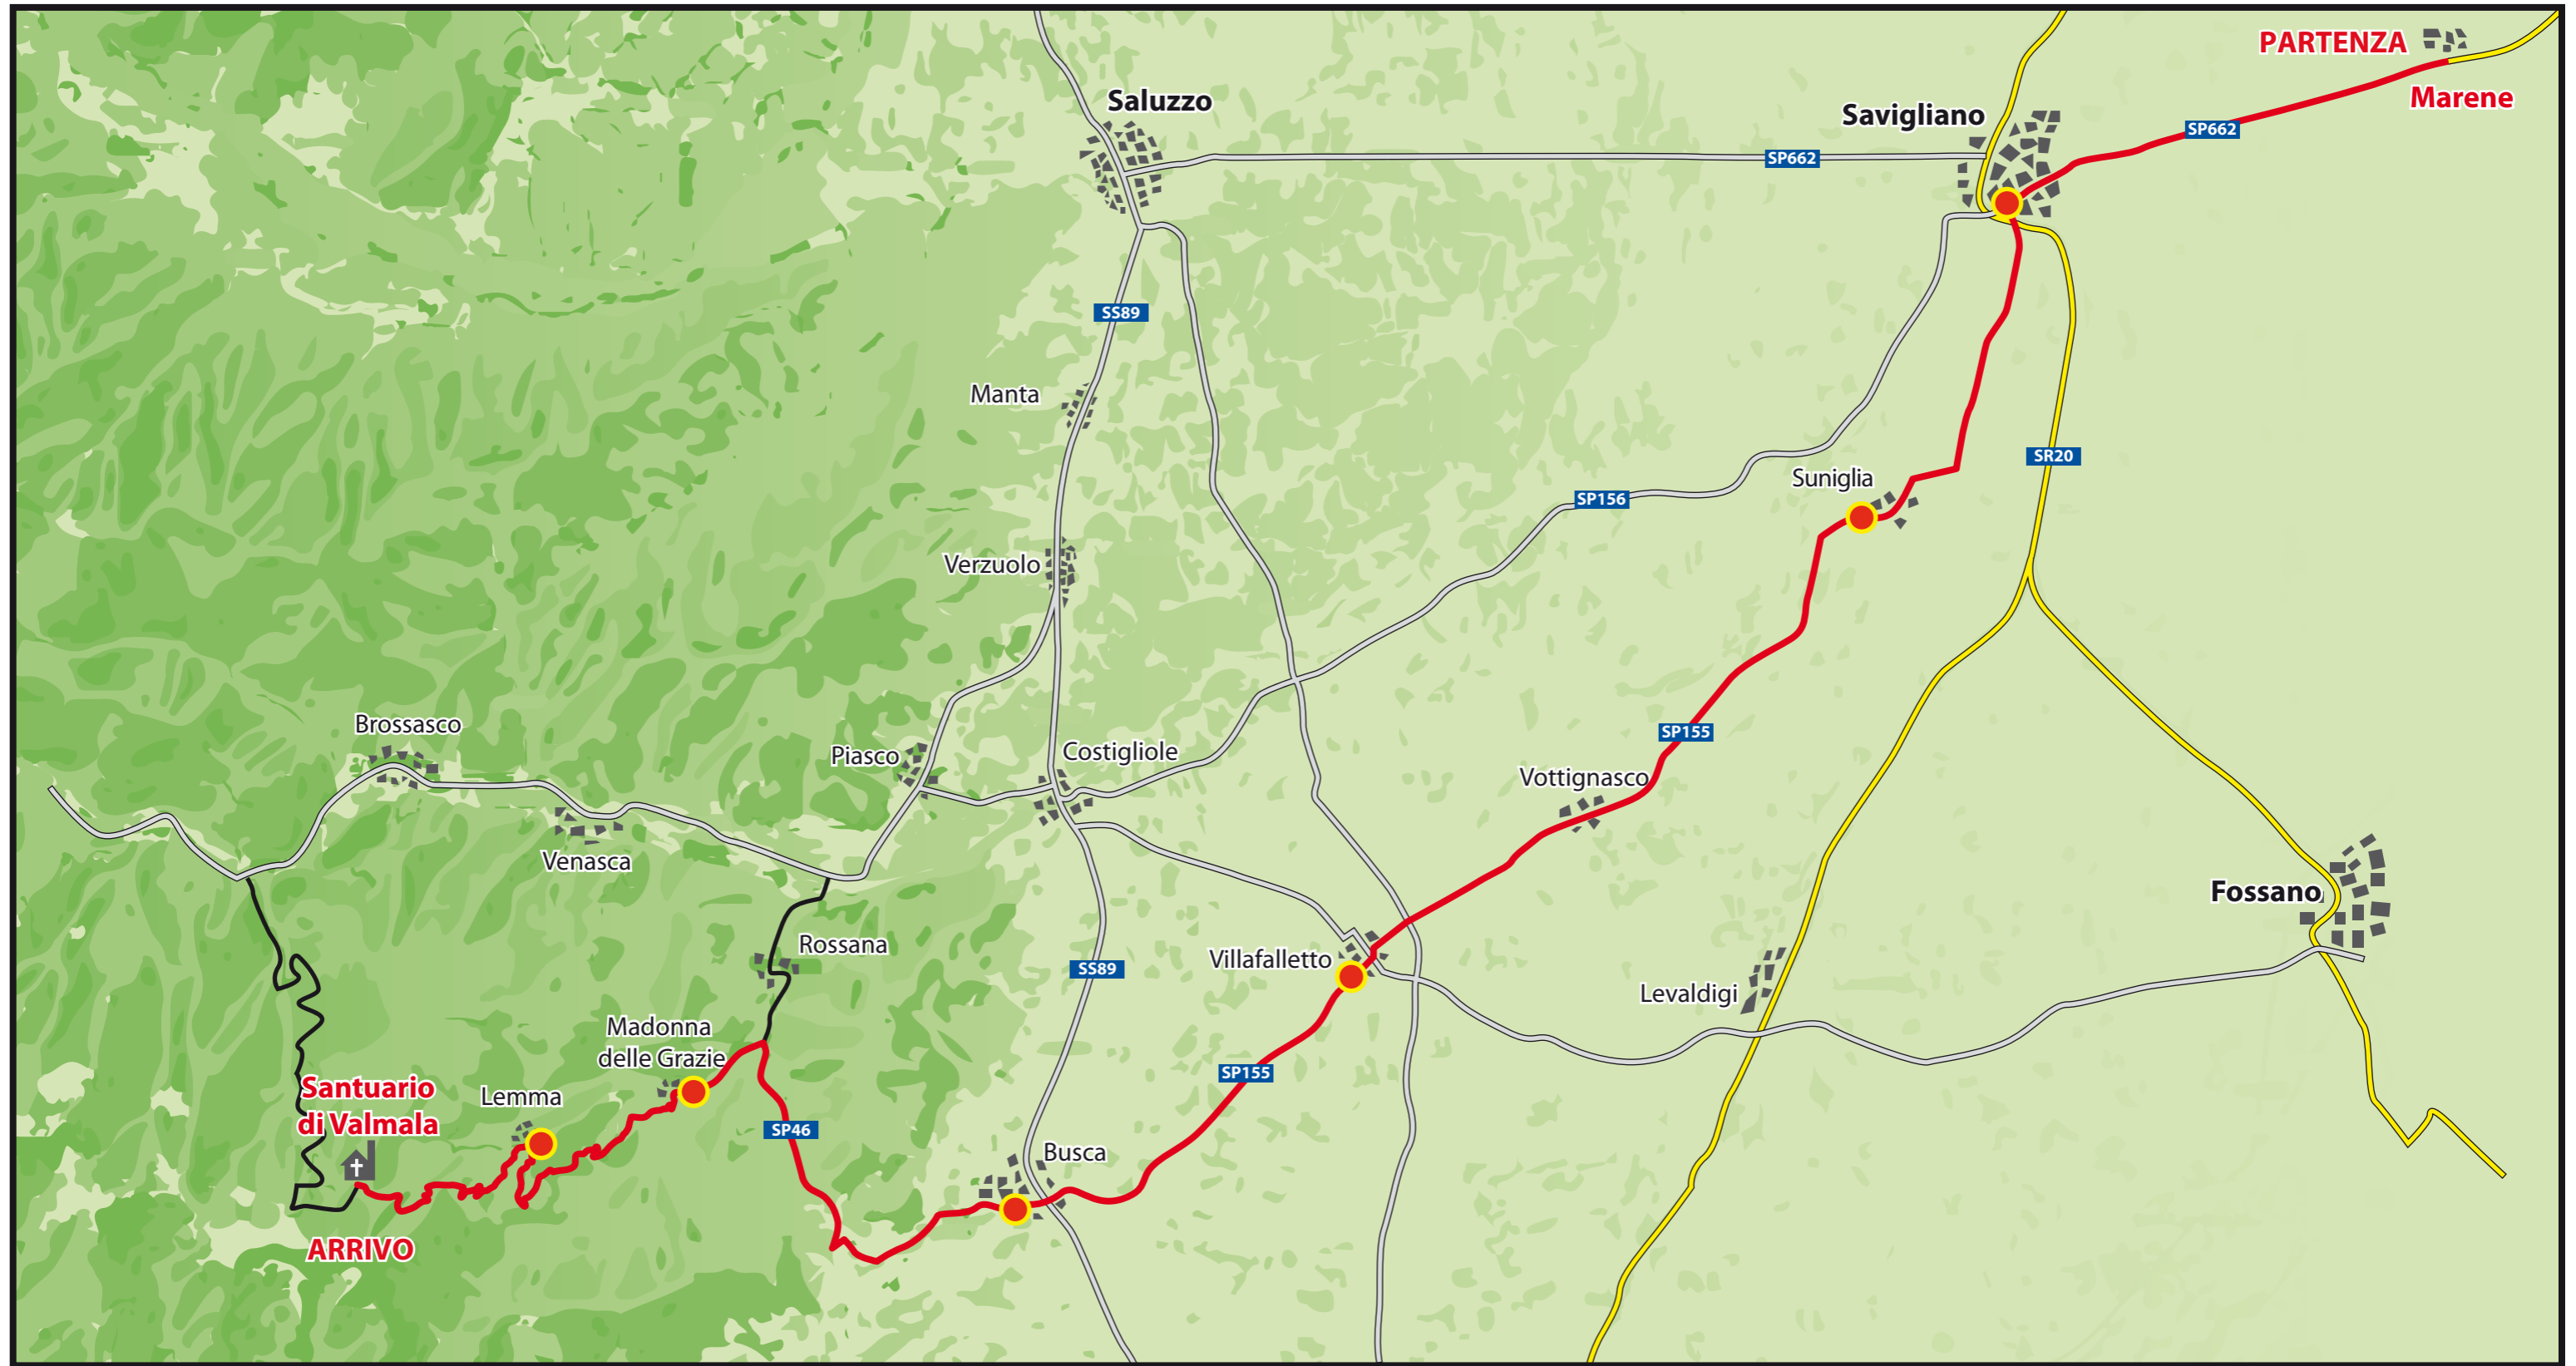 PARTENZA
Marene
Saluzzo
Savigliano
SP662
SP662
SS89
Manta
SR20
Suniglia
SP156
Verzuolo
Brossasco
SP155
Piasco
Costigliole
Vottignasco
Venasca
Fossano
Rossana
Villafalletto
SS89
Levaldigi
Madonna
delle Grazie
SP155
Santuario
di Valmala
Lemma
SP46
Busca
ARRIVO